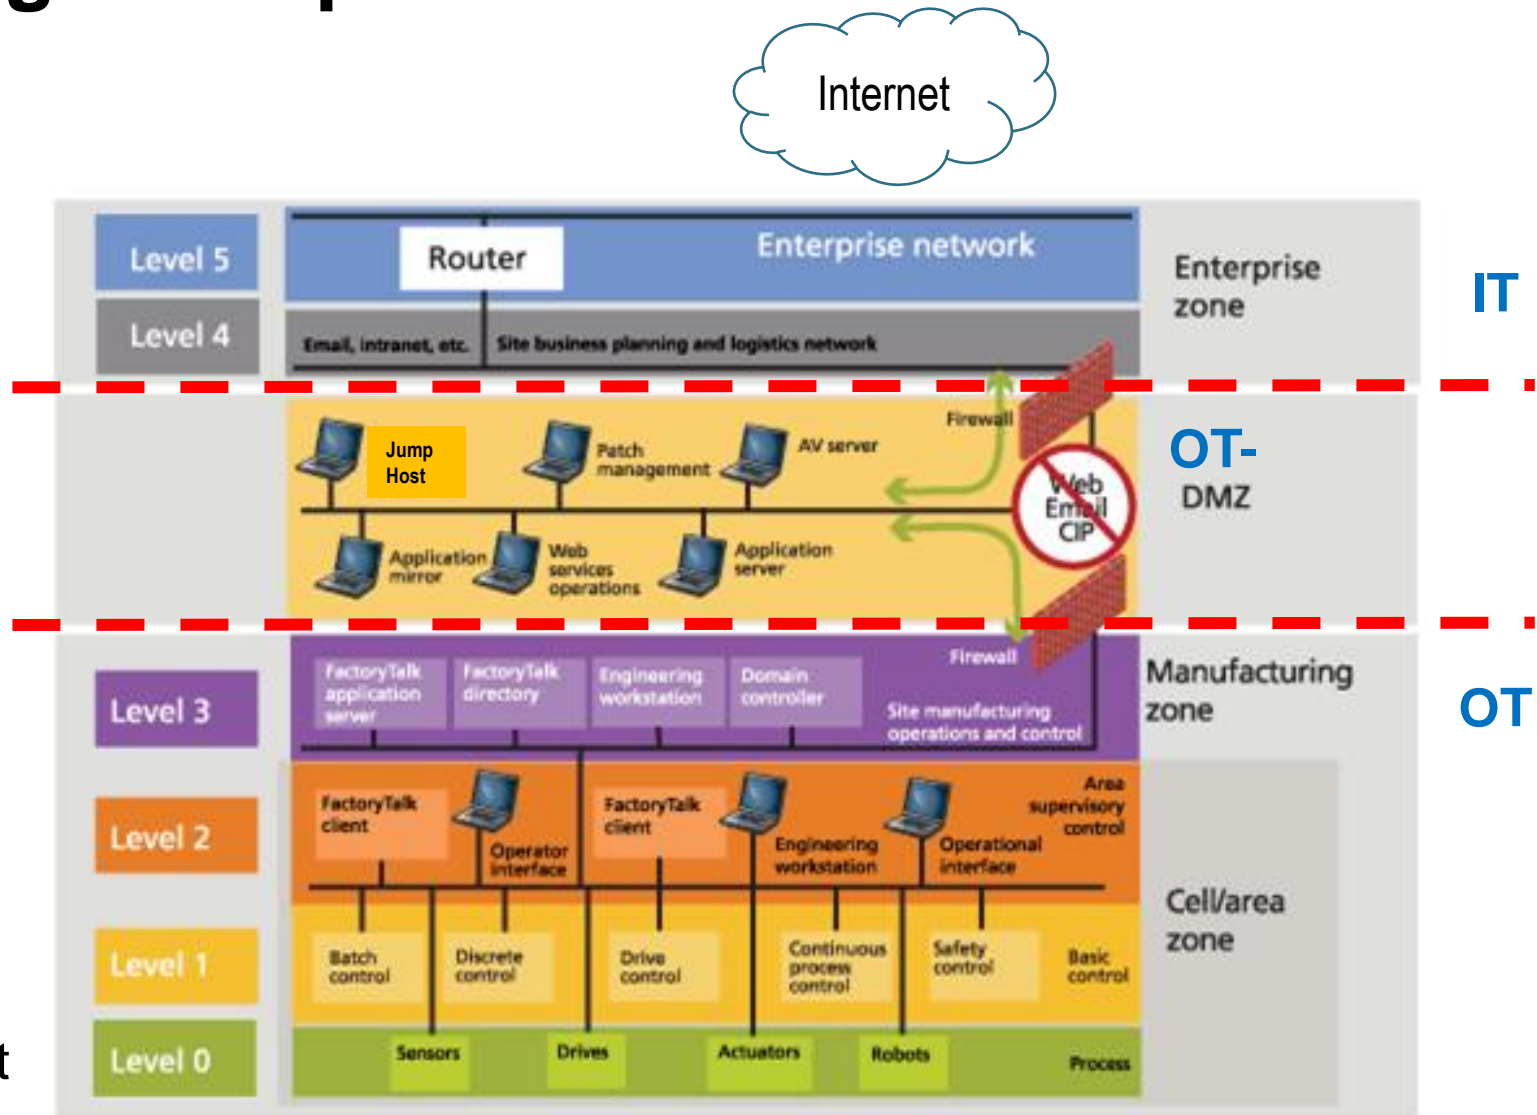 Internet
Level 5
Router
Enterprise network
Enterprise
zone
IT
Level 4
Email, intranet, etc.
Site business planning and logistics network
Firewall
Jump
Host
Patch
management
AV server
OT-
DMZ
Web
Email
CIP
Application
mirror
Web
services
operations
Application
server
Firewall
Manufacturing
zone
OT
Level 3
FactoryTalk
application
server
FactoryTalk
directory
Engineering
workstation
Domain
controller
Site manufacturing
operations and control
Level 2
FactoryTalk
client
Operator
interface
FactoryTalk
client
Engineering
workstation
Operational
interface
Area
supervisory
control
Cell/area
zone
Level 1
Batch
control
Discrete
control
Drive
control
Continuous
process
control
Safety
control
Basic
control
Level 0
Sensors
Drives
Actuators
Robots
Process